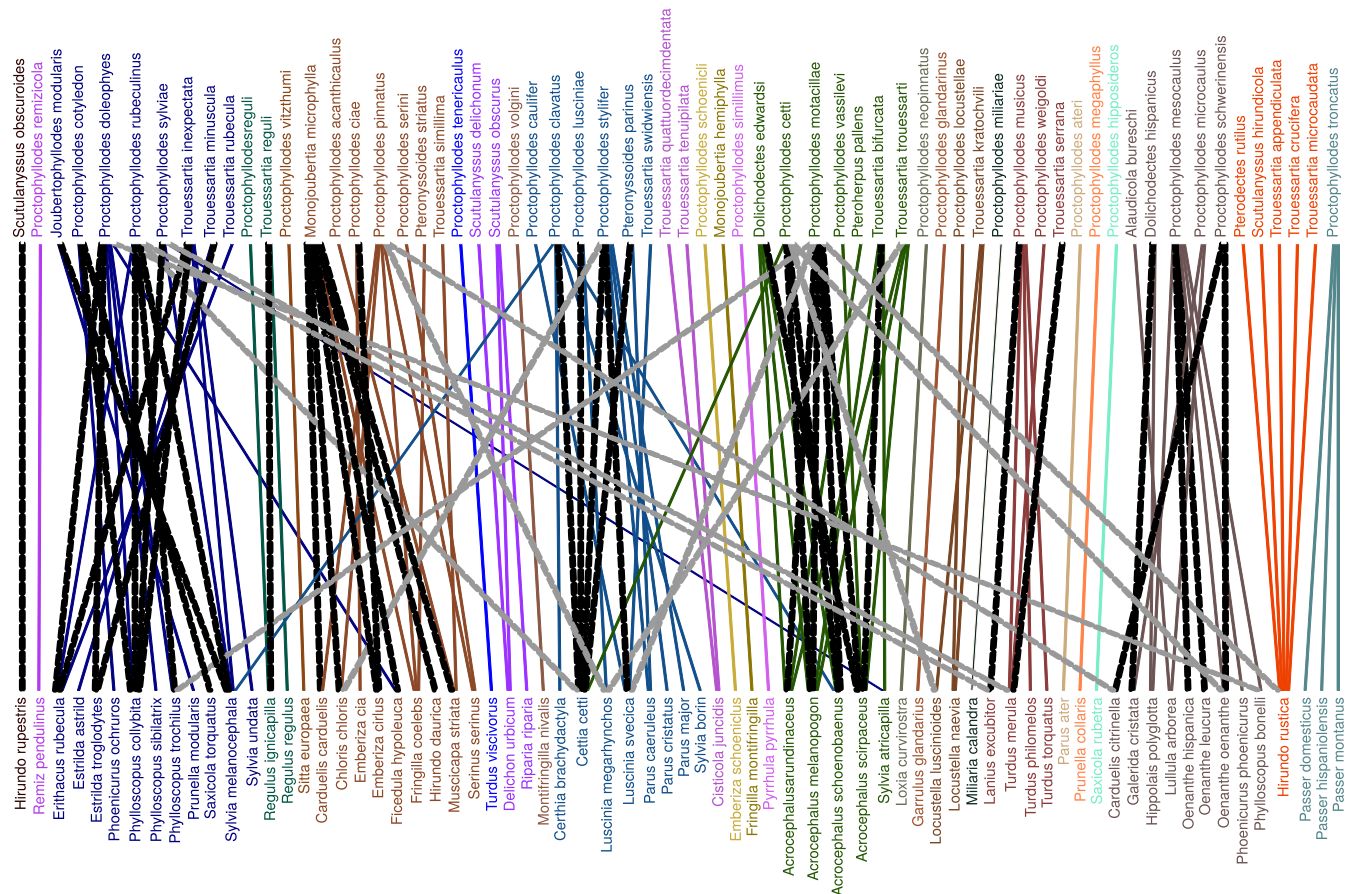 Scutanyssus obscuroides
Proctophyllodes remizicola
Joubertophyllodes modularis
Proctophyllodes cotyledon
Proctophyllodes doleophyes
Proctophyllodes rubeculinus
Proctophyllodes sylviae
Trouessartia inexpectata
Trouessartia minuscula
Trouessartia rubecula
Proctophyllodesreguli
Trouessartia reguli
Proctophyllodes vitzthumi
Monojoubertia microphylla
Proctophyllodes acanthicaulus
Proctophyllodes ciae
Proctophyllodes pinnatus
Proctophyllodes serini
Pteronyssoides striatus
Trouessartia simillima
Proctophyllodes tenericaulus
Scutulanyssus delichonum
Scutulanyssus obscurus
Proctophyllodes volgini
Proctophyllodes caulifer
Proctophyllodes clavatus
Proctophyllodes lusciniae
Proctophyllodes stylifer
Pteronyssoides parinus
Trouessartia swidwiensis
Trouessartia quattuordecimdentata
Trouessartia tenuipilata
Proctophyllodes schoenicli
Monojoubertia hemiphylla
Proctophyllodes simillimus
Dolichodectes edwardsi
Proctophyllodes cetti
Proctophyllodes motacillae
Proctophyllodes vassilevi
Pteroherpus pallens
Trouessartia bifurcata
Trouessartia trouessarti
Proctophyllodes neopinnatus
Proctophyllodes glandarinus
Proctophyllodes locustellae
Trouessartia kratochvili
Proctophyllodes miliariae
Proctophyllodes musicus
Proctophyllodes weigoldi
Trouessartia serrana
Proctophyllodes ateri
Proctophyllodes megaphyllus
Proctophyllodes hipposideros
Alaudicola bureschi
Dolichodectes hispanicus
Proctophyllodes mesocaulus
Proctophyllodes microcaulus
Proctophyllodes schwerinensis
Pterodectes rutilus
Scutulanyssus hirundicola
Trouessartia appendiculata
Trouessartia crucifera
Trouessartia microcaudata
Proctophyllodes troncatus
Hirundo rupestris
Remiz pendulinus
Erithacus rubecula
Estrilda astrild
Estrilda troglodytes
Phoenicurus ochruros
Phylloscopus collybita
Phylloscopus sibilatrix
Phylloscopus trochilus
Prunella modularis
Saxicola torquatus
Sylvia melanocephala
Sylvia undata
Regulus ignicapilla
Regulus regulus
Sitta europaea
Carduelis carduelis
Chloris chloris
Emberiza cia
Emberiza cirlus
Ficedula hypoleuca
Fringilla coelebs
Hirundo daurica
Muscicapa striata
Serinus serinus
Turdus viscivorus
Delichon urbicum
Riparia riparia
Montifringilla nivalis
Certhia brachydactyla
Cettia cetti
Luscinia megarhynchos
Luscinia svecica
Parus caeruleus
Parus cristatus
Parus major
Sylvia borin
Cisticola juncidis
Emberiza schoeniclus
Fringilla montifringilla
Pyrrhula pyrrhula
Acrocephalusarundinaceus
Acrocephalus melanopogon
Acrocephalus schoenobaenus
Acrocephalus scirpaceus
Sylvia atricapilla
Loxia curvirostra
Garrulus glandarius
Locustella luscinioides
Locustella naevia
Miliaria calandra
Lanius excubitor
Turdus merula
Turdus philomelos
Turdus torquatus
Parus ater
Prunella collaris
Saxicola rubetra
Carduelis citrinella
Galerida cristata
Hippolais polyglotta
Lullula arborea
Oenanthe hispanica
Oenanthe leucura
Oenanthe oenanthe
Phoenicurus phoenicurus
Phylloscopus bonelli
Hirundo rustica
Passer domesticus
Passer hispaniolensis
Passer montanus